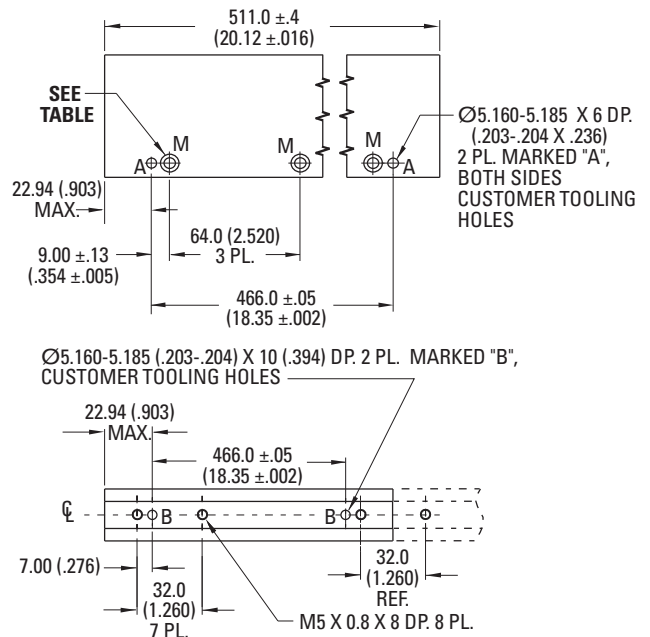 511.0 ±.4
(20.12 ±.016)
SEE
TABLE
M
M
M
A
A
Ø5.160-5.185 X 6 DP.
(.203-.204 X .236)
2 PL. MARKED "A",
BOTH SIDES
CUSTOMER TOOLING
HOLES
22.94 (.903)
MAX.
64.0 (2.520)
3 PL.
9.00 ±.13
(.354 ±.005)
466.0 ±.05
(18.35 ±.002)
Ø5.160-5.185 (.203-.204) X 10 (.394) DP. 2 PL. MARKED "B",
CUSTOMER TOOLING HOLES
22.94 (.903)
MAX.
466.0 ±.05
(18.35 ±.002)
℄
B
B
7.00 (.276)
32.0
(1.260)
7 PL.
32.0
(1.260)
REF.
M5 X 0.8 X 8 DP. 8 PL.